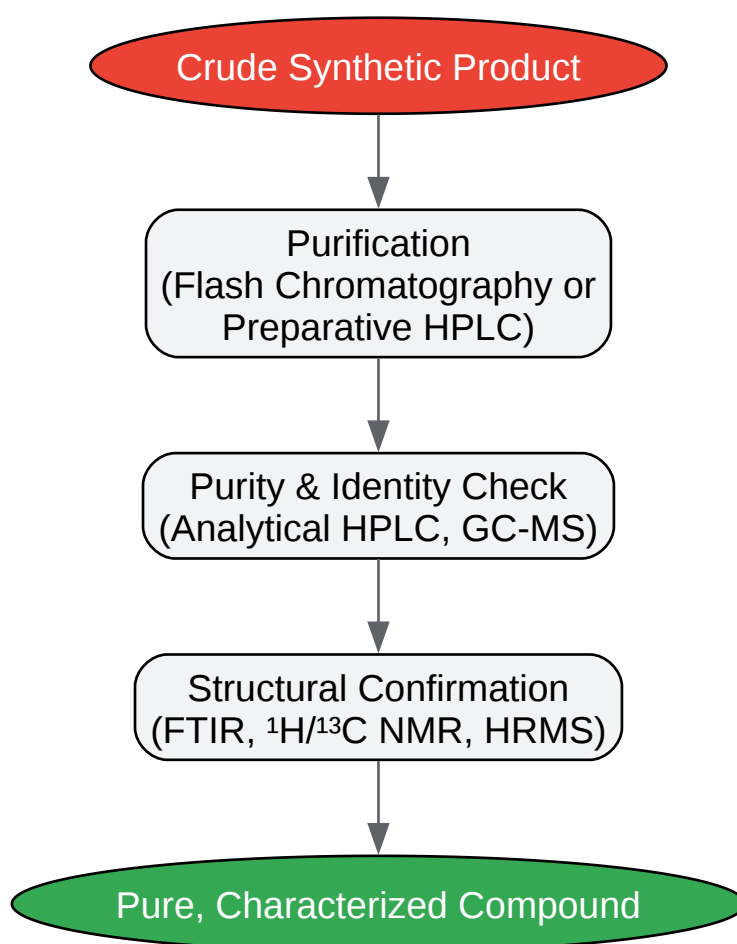 Crude Synthetic Product
Purification
(Flash Chromatography or
Preparative HPLC)
Purity & Identity Check
(Analytical HPLC, GC-MS)
Structural Confirmation
(FTIR, ¹H/¹³C NMR, HRMS)
Pure, Characterized Compound